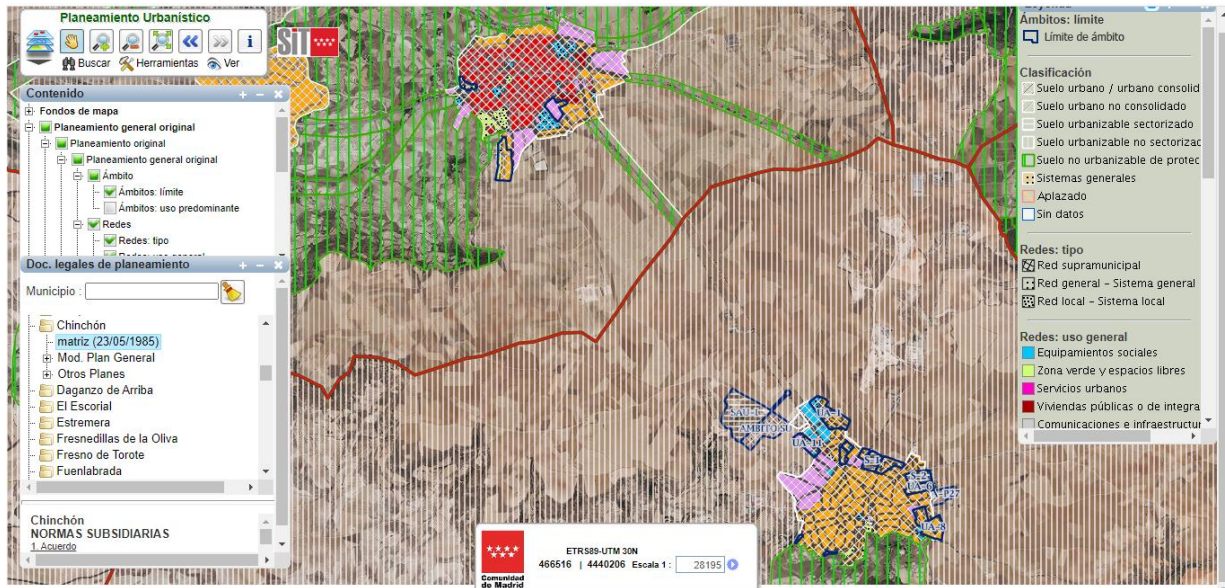 Planeamiento Urbanístico
Buscar Herramientas Ver
SiT
Contenido
Fondos de mapa
Planeamiento general original
Planeamiento original
Planeamiento general original
Ámbito
Ámbitos: límite
Ámbitos: uso predominante
Redes
Redes: tipo
Doc. legales de planeamiento
Municipio :
Chinchón
matriz (23/05/1985)
Mod. Plan General
Otros Planes
Daganzo de Arriba
El Escorial
Estremera
Fresnedillas de la Oliva
Fresno de Torote
Fuenlabrada
Chinchón
NORMAS SUBSIDIARIAS
1. Acuerdo
SAU-1
AMBITO SU
UA-1
UA-11
S-1
UA-8
Comunidad
de Madrid
ETRS89-UTM 30N
466516 | 4440206 Escala 1 : 28195
Leyenda
Ámbitos: límite
Límite de ámbito
Clasificación
Suelo urbano / urbano consolid
Suelo urbano no consolidado
Suelo urbanizable sectorizado
Suelo urbanizable no sectorizac
Suelo no urbanizable de protec
Sistemas generales
Aplazado
Sin datos
Redes: tipo
Red supramunicipal
Red general - Sistema general
Red local - Sistema local
Redes: uso general
Equipamientos sociales
Zona verde y espacios libres
Servicios urbanos
Viviendas públicas o de integra
Comunicaciones e infraestructur